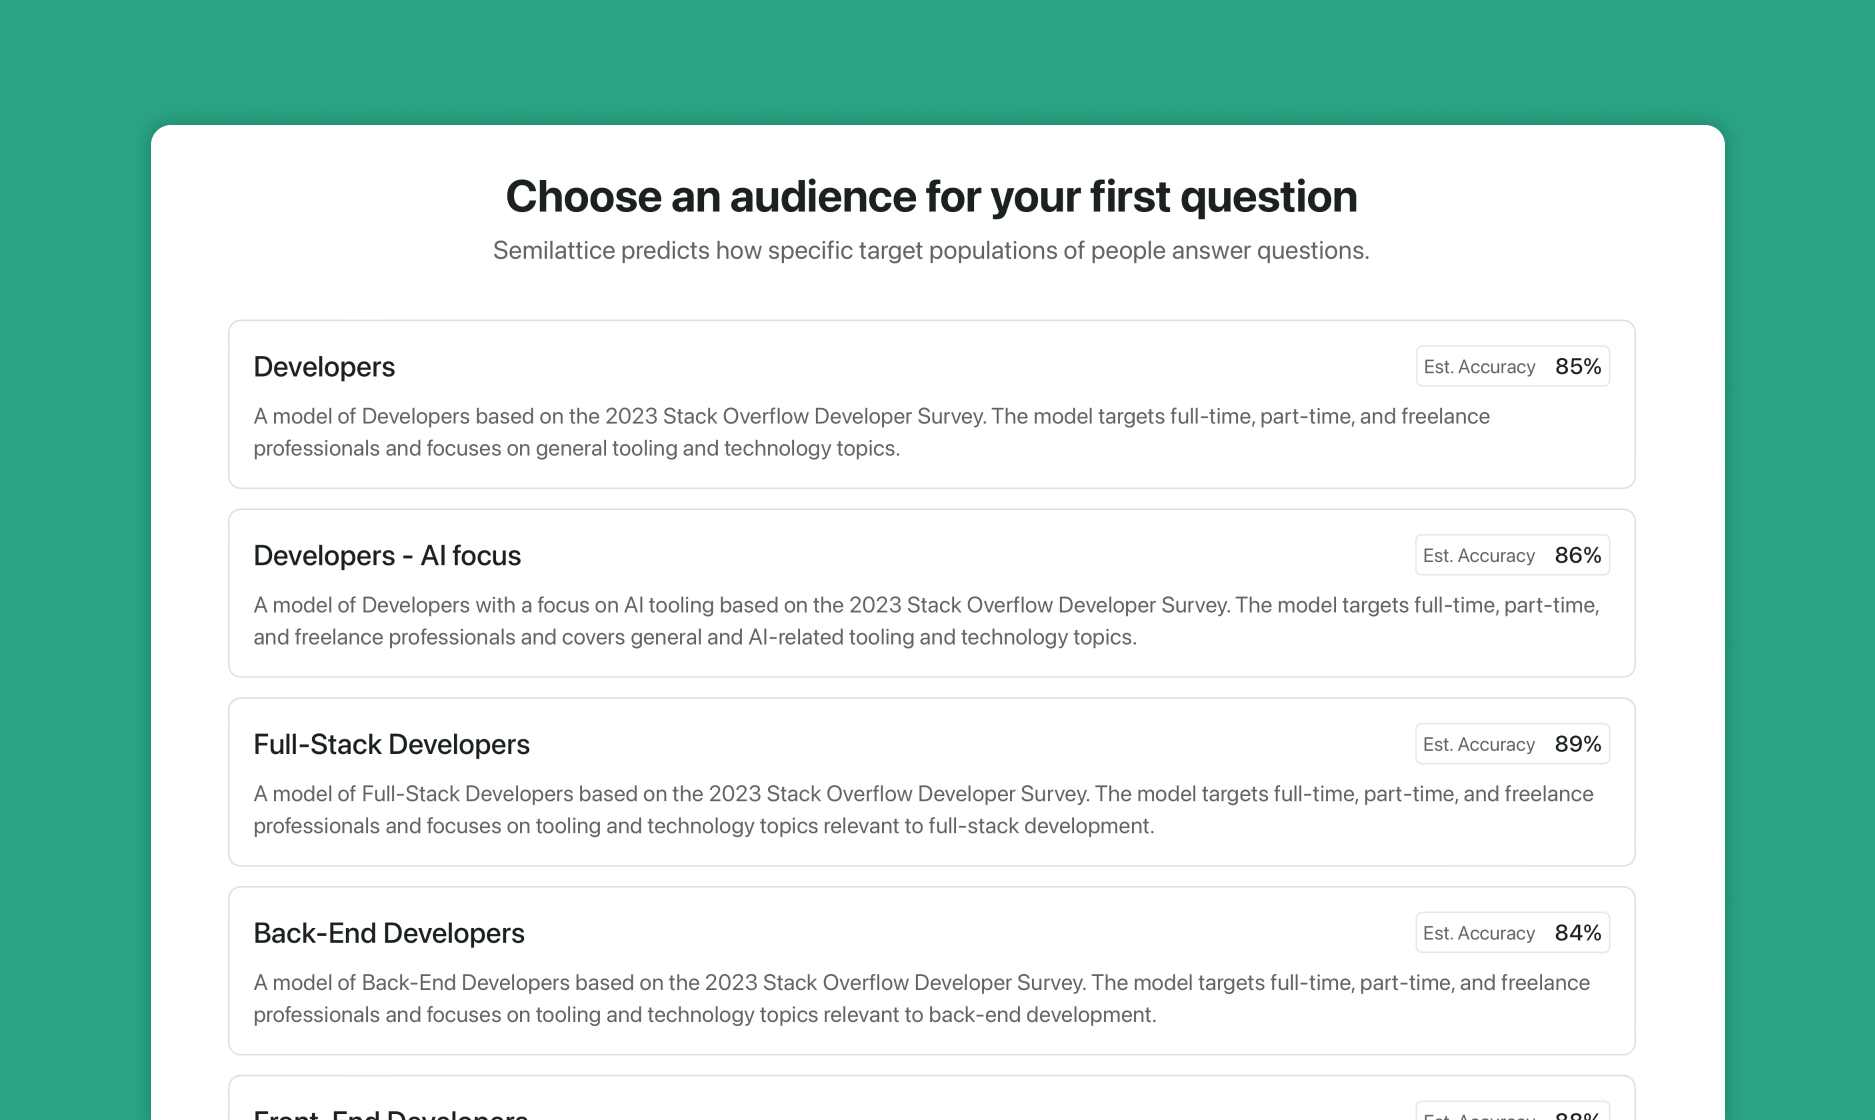 Choose an audience for your first question
Semilattice predicts how specific target populations of people answer questions.
Developers
Est. Accuracy 85%
A model of Developers based on the 2023 Stack Overflow Developer Survey. The model targets full-time, part-time, and freelance
professionals and focuses on general tooling and technology topics.
Developers - AI focus
Est. Accuracy 86%
A model of Developers with a focus on AI tooling based on the 2023 Stack Overflow Developer Survey. The model targets full-time, part-time,
and freelance professionals and covers general and AI-related tooling and technology topics.
Full-Stack Developers
Est. Accuracy 89%
A model of Full-Stack Developers based on the 2023 Stack Overflow Developer Survey. The model targets full-time, part-time, and freelance
professionals and focuses on tooling and technology topics relevant to full-stack development.
Back-End Developers
Est. Accuracy 84%
A model of Back-End Developers based on the 2023 Stack Overflow Developer Survey. The model targets full-time, part-time, and freelance
professionals and focuses on tooling and technology topics relevant to back-end development.
Front-End Developers
Est. Accuracy 88%